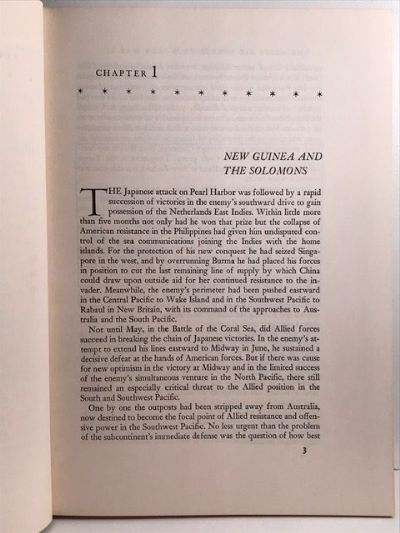 CHAPTER 1
* * * * * * * * * * *
NEW GUINEA AND
THE SOLOMONS
THE Japanese attack on Pearl Harbor was followed by a rapid
succession of victories in the enemy's southward drive to gain
possession of the Netherlands East Indies. Within little more
than five months not only had he won that prize but the collapse of
American resistance in the Philippines had given him undisputed con-
trol of the sea communications joining the Indies with the home
islands. For the protection of his new conquest he had seized Singa-
pore in the west, and by overrunning Burma he had placed his forces
in position to cut the last remaining line of supply by which China
could draw upon outside aid for her continued resistance to the in-
vader. Meanwhile, the enemy's perimeter had been pushed eastward
in the Central Pacific to Wake Island and in the Southwest Pacific to
Rabaul in New Britain, with its command of the approaches to Aus-
tralia and the South Pacific.
Not until May, in the Battle of the Coral Sea, did Allied forces
succeed in breaking the chain of Japanese victories. In the enemy's at-
tempt to extend his lines eastward to Midway in June, he sustained a
decisive defeat at the hands of American forces. But if there was cause
for new optimism in the victory at Midway and in the limited success
of the enemy's simultaneous venture in the North Pacific, there still
remained an especially critical threat to the Allied position in the
South and Southwest Pacific.
One by one the outposts had been stripped away from Australia,
now destined to become the focal point of Allied resistance and offen-
sive power in the Southwest Pacific. No less urgent than the problem
of the subcontinent's immediate defense was the question of how best
3